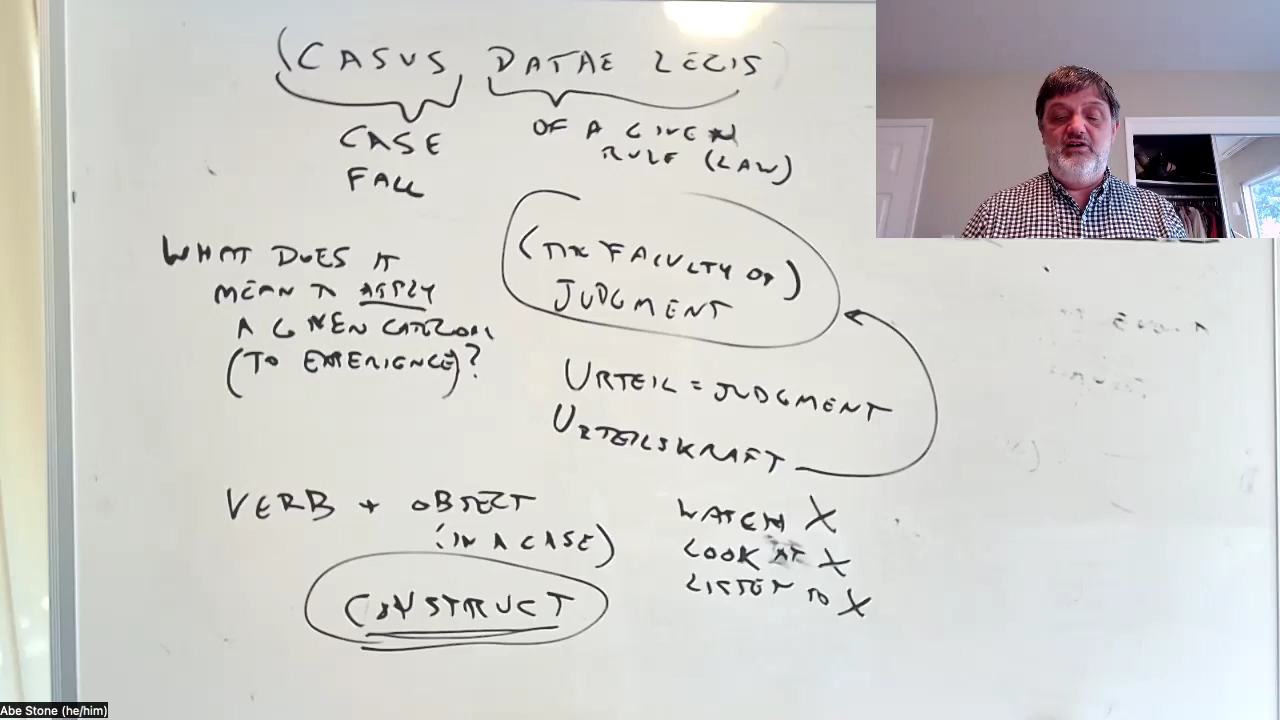 (CASUS DATAE LEGIS)
CASE
FALL
OF A GIVEN
RULE (LAW)
WHAT DOES IT
MEAN TO APPLY
A GIVEN CATEGORY
(TO EXPERIENCE)?
(THE FACULTY OF)
JUDGMENT
URTEIL = JUDGMENT
URTEILSKRAFT
VERB + OBJECT
(IN A CASE)
CONSTRUCT
WATCH X
LOOK AT X
LISTEN TO X
Abe Stone (he/him)